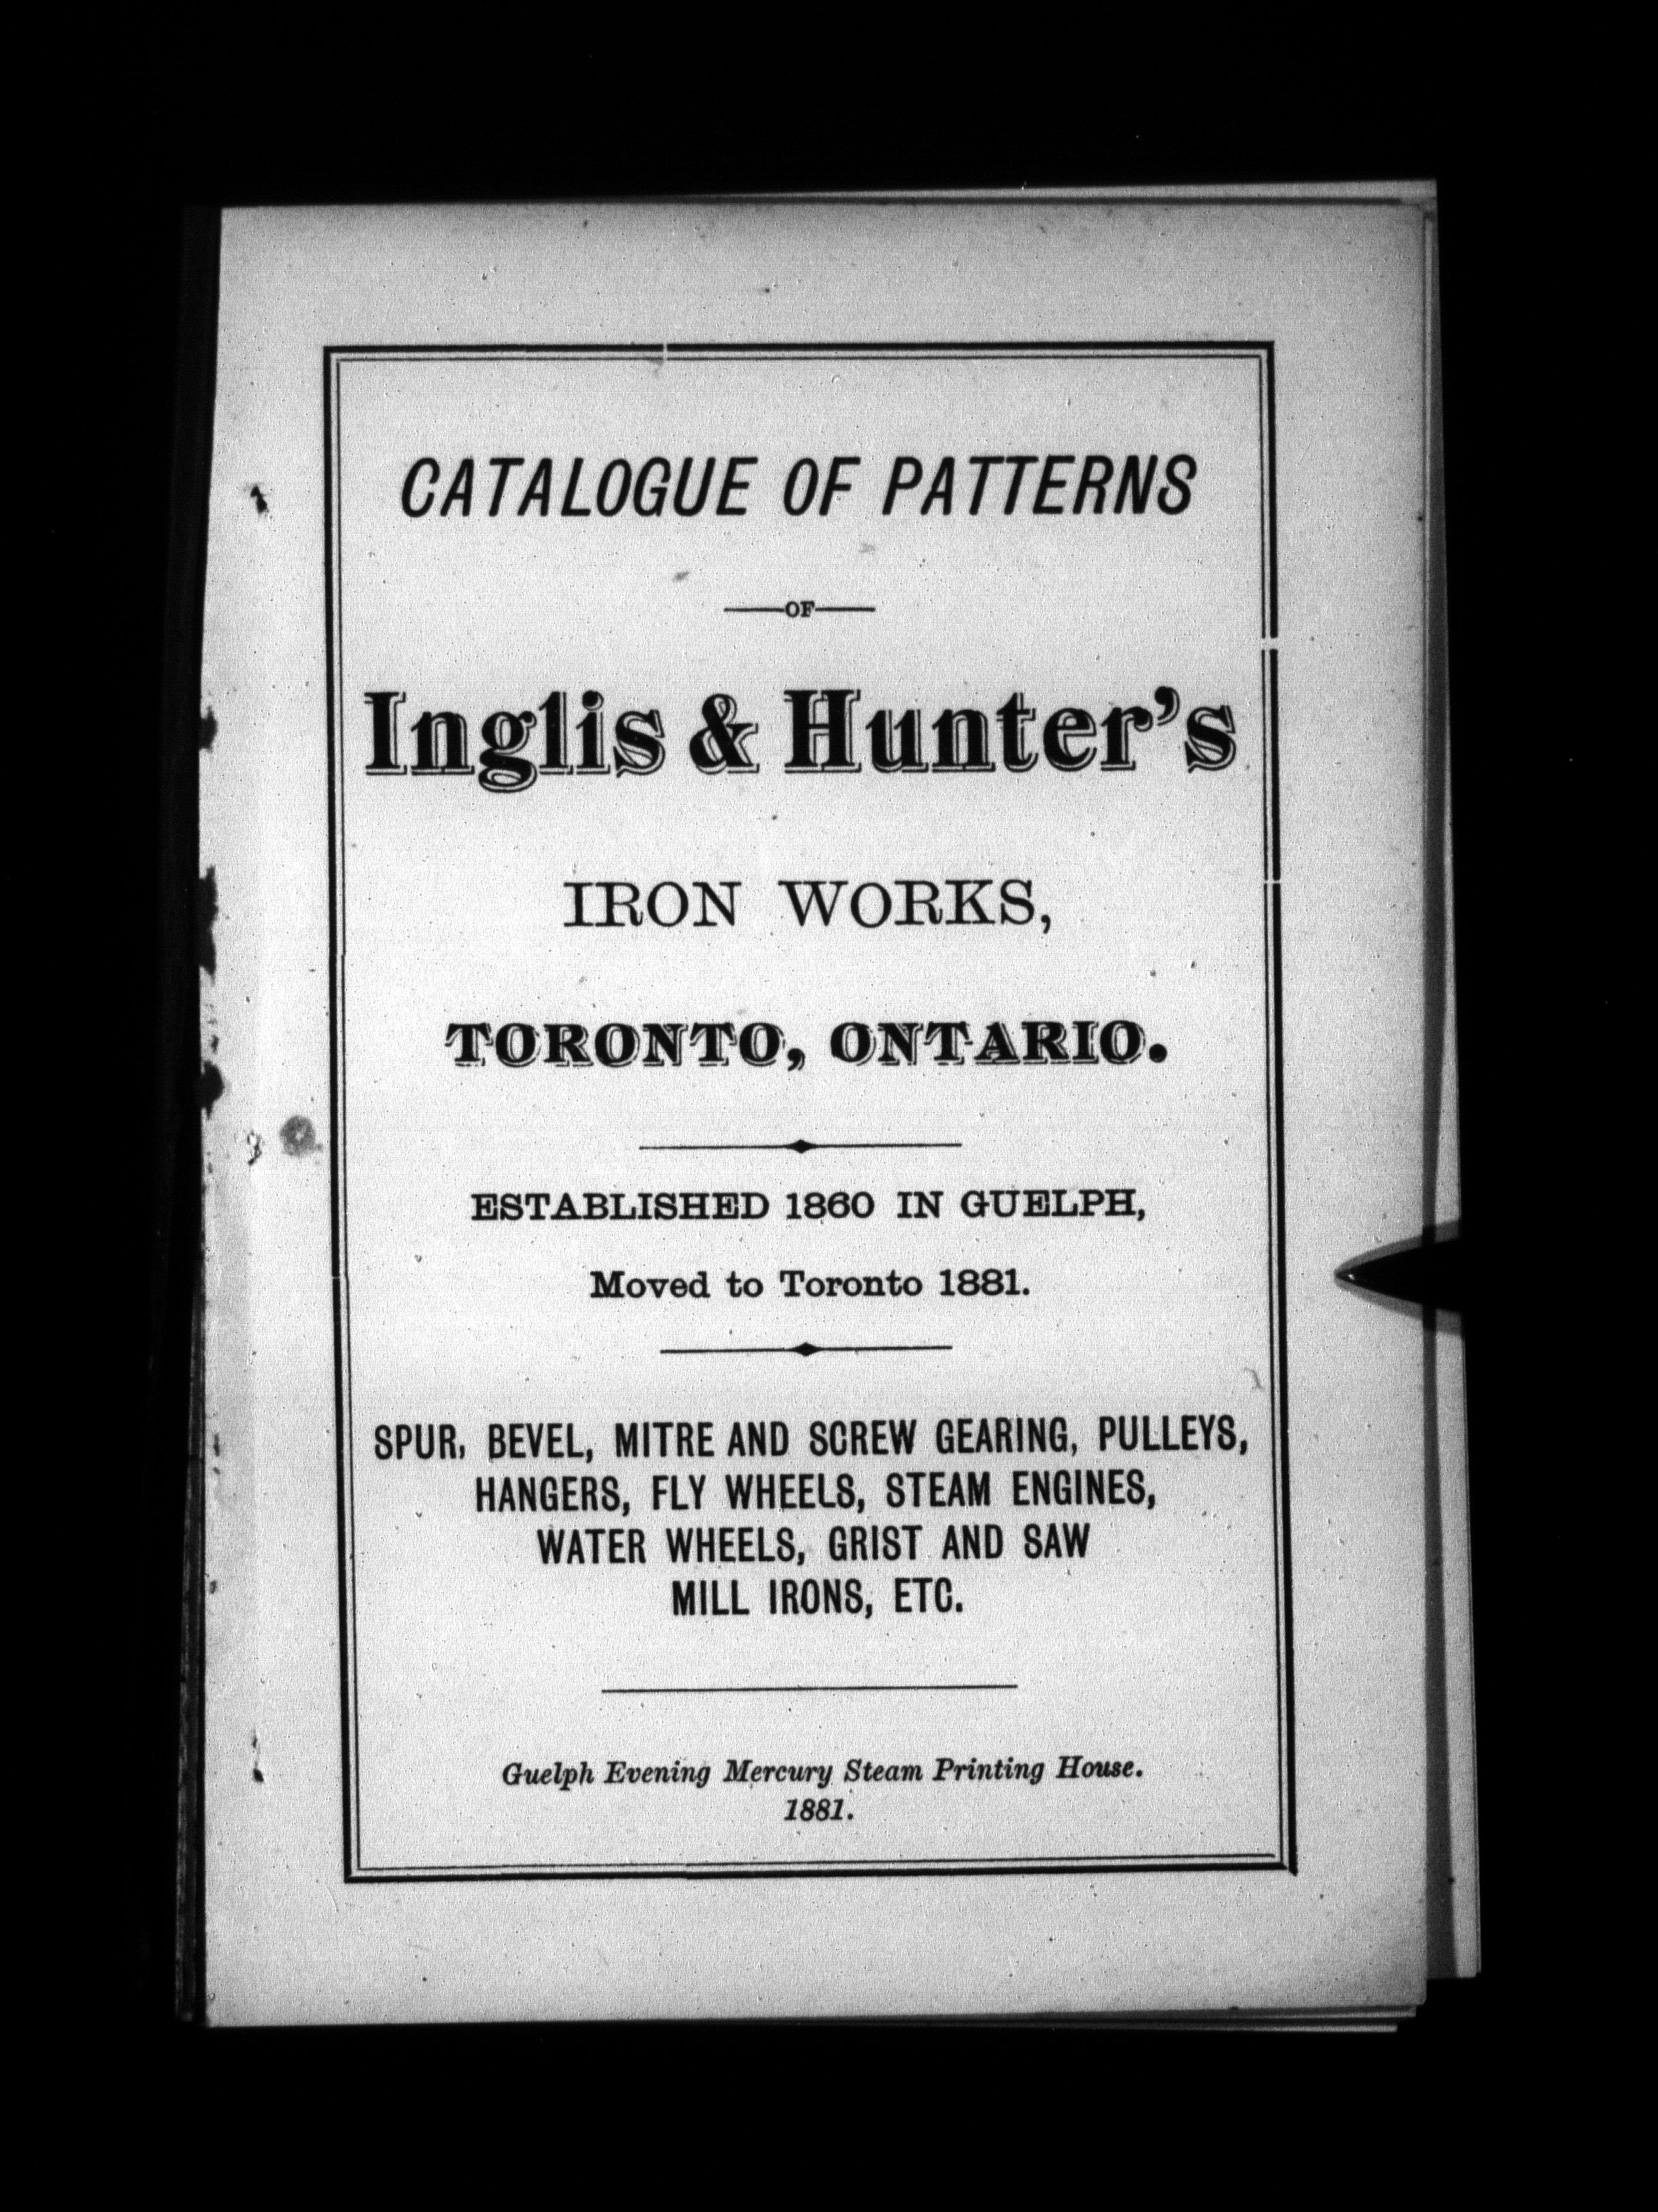 CATALOGUE OF PATTERNS
OF
Inglis & Hunter's
IRON WORKS,
TORONTO, ONTARIO.
ESTABLISHED 1860 IN GUELPH,
Moved to Toronto 1881.
SPUR, BEVEL, MITRE AND SCREW GEARING, PULLEYS,
HANGERS, FLY WHEELS, STEAM ENGINES,
WATER WHEELS, GRIST AND SAW
MILL IRONS, ETC.
Guelph Evening Mercury Steam Printing House.
1881.